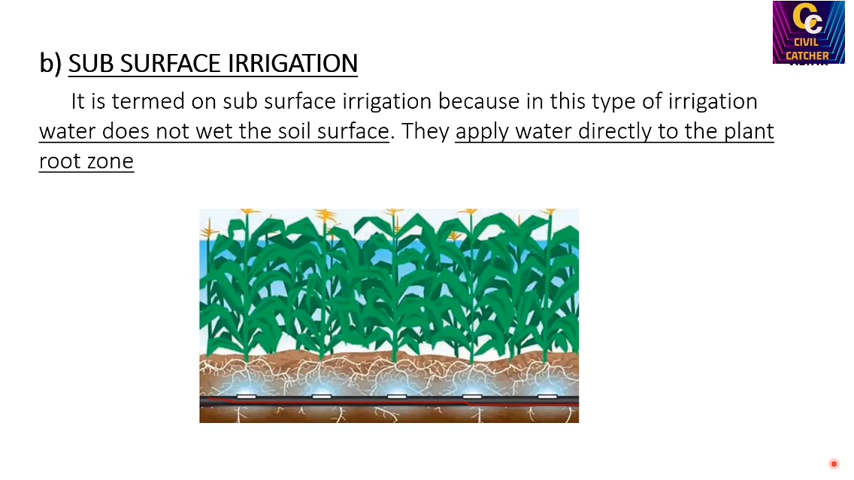 CC
CIVIL
CATCHER
b) SUB SURFACE IRRIGATION
It is termed on sub surface irrigation because in this type of irrigation
water does not wet the soil surface. They apply water directly to the plant
root zone